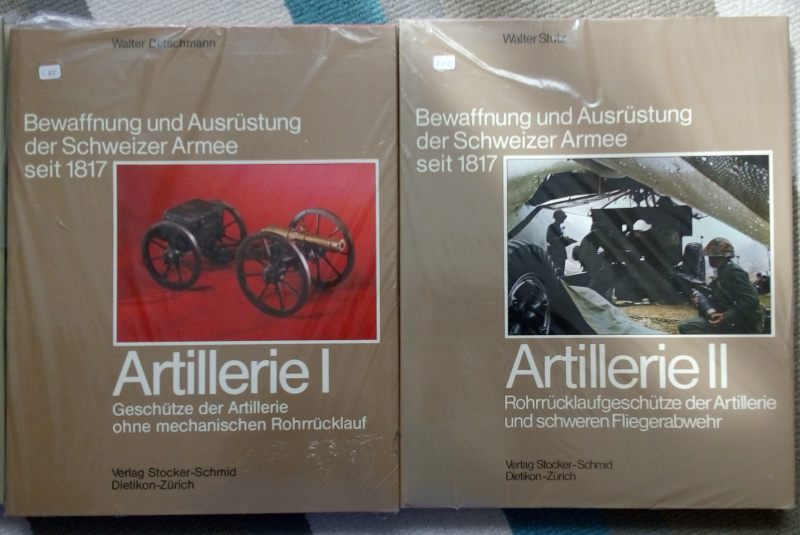 Walter Detschmann
Bewaffnung und Ausrüstung
der Schweizer Armee
seit 1817
Artillerie I
Geschütze der Artillerie
ohne mechanischen Rohrrücklauf
Verlag Stocker-Schmid
Dietikon-Zürich
Walter Stutz
Bewaffnung und Ausrüstung
der Schweizer Armee
seit 1817
Artillerie II
Rohrrücklaufgeschütze der Artillerie
und schweren Fliegerabwehr
Verlag Stocker-Schmid
Dietikon-Zürich